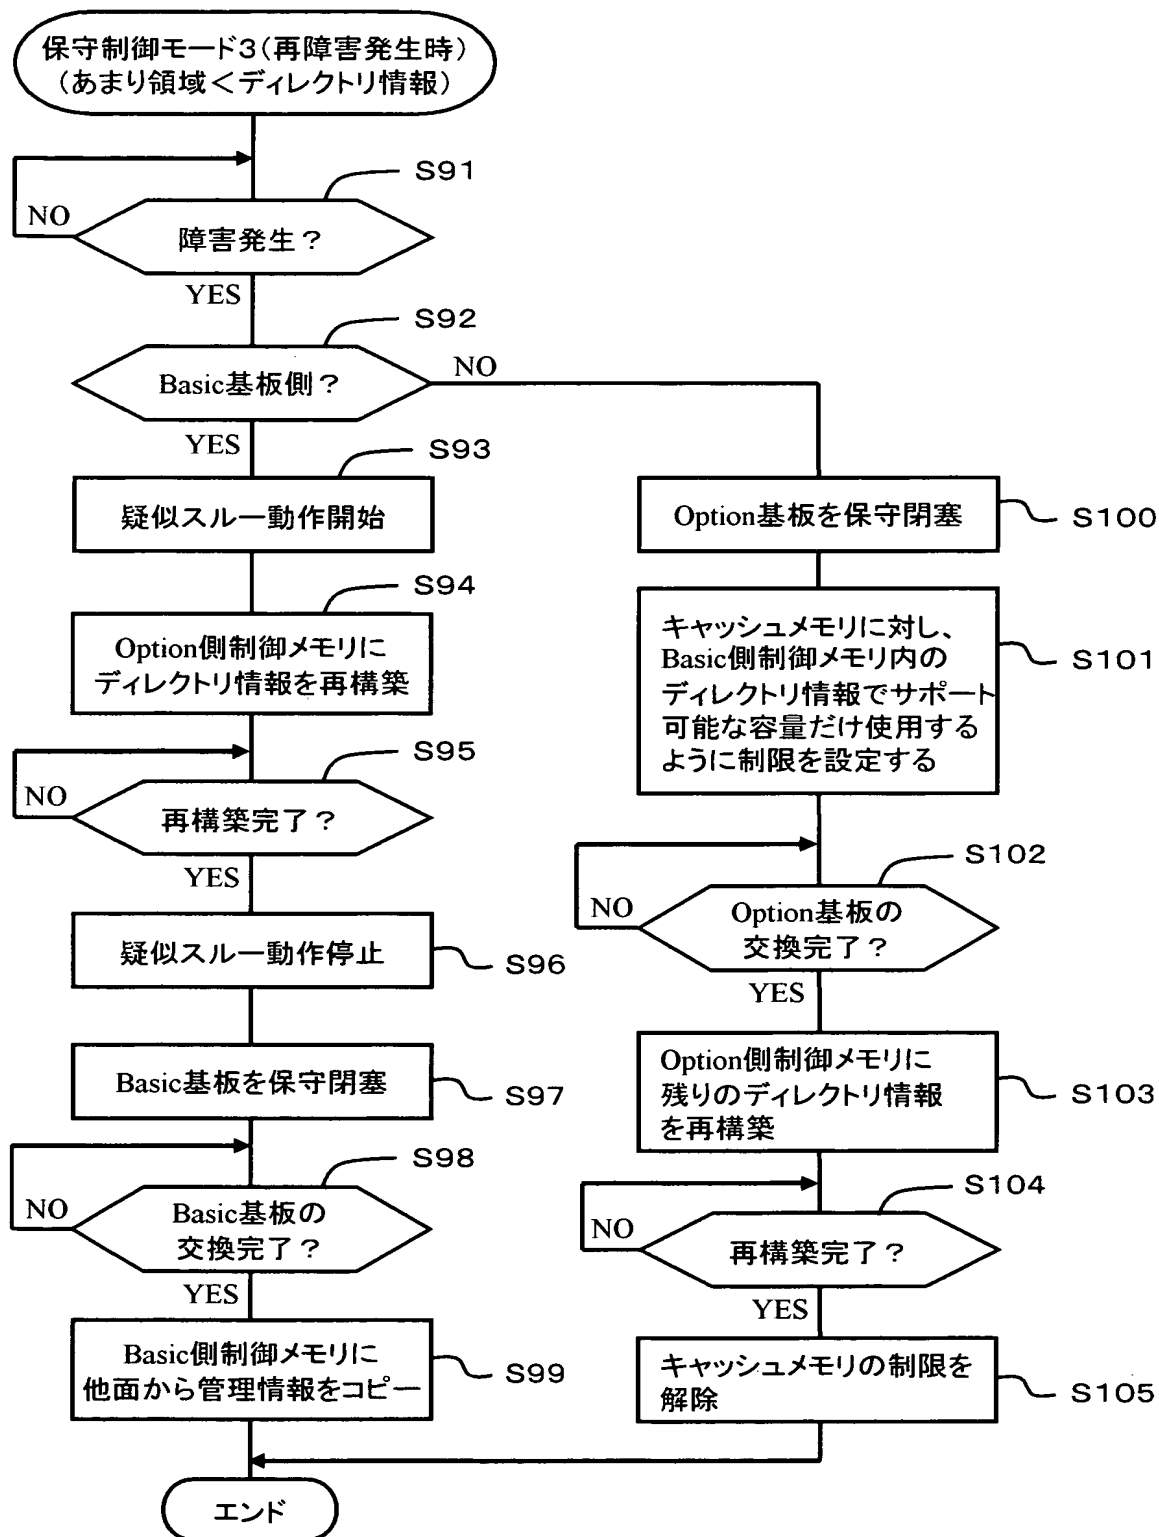 保守制御モード3(再障害発生時)
(あまり領域<ディレクトリ情報)
S91
NO
障害発生?
YES
S92
Basic基板側?
NO
YES
S93
疑似スルー動作開始
S94
Option側制御メモリに
ディレクトリ情報を再構築
S95
NO
再構築完了?
YES
疑似スルー動作停止
S96
Basic基板を保守閉塞
S97
S98
NO
Basic基板の
交換完了?
YES
Basic側制御メモリに
他面から管理情報をコピー
S99
Option基板を保守閉塞
S100
キャッシュメモリに対し、
Basic側制御メモリ内の
ディレクトリ情報でサポート
可能な容量だけ使用する
ように制限を設定する
S101
S102
NO
Option基板の
交換完了?
YES
Option側制御メモリに
残りのディレクトリ情報
を再構築
S103
S104
NO
再構築完了?
YES
キャッシュメモリの制限を
解除
S105
エンド